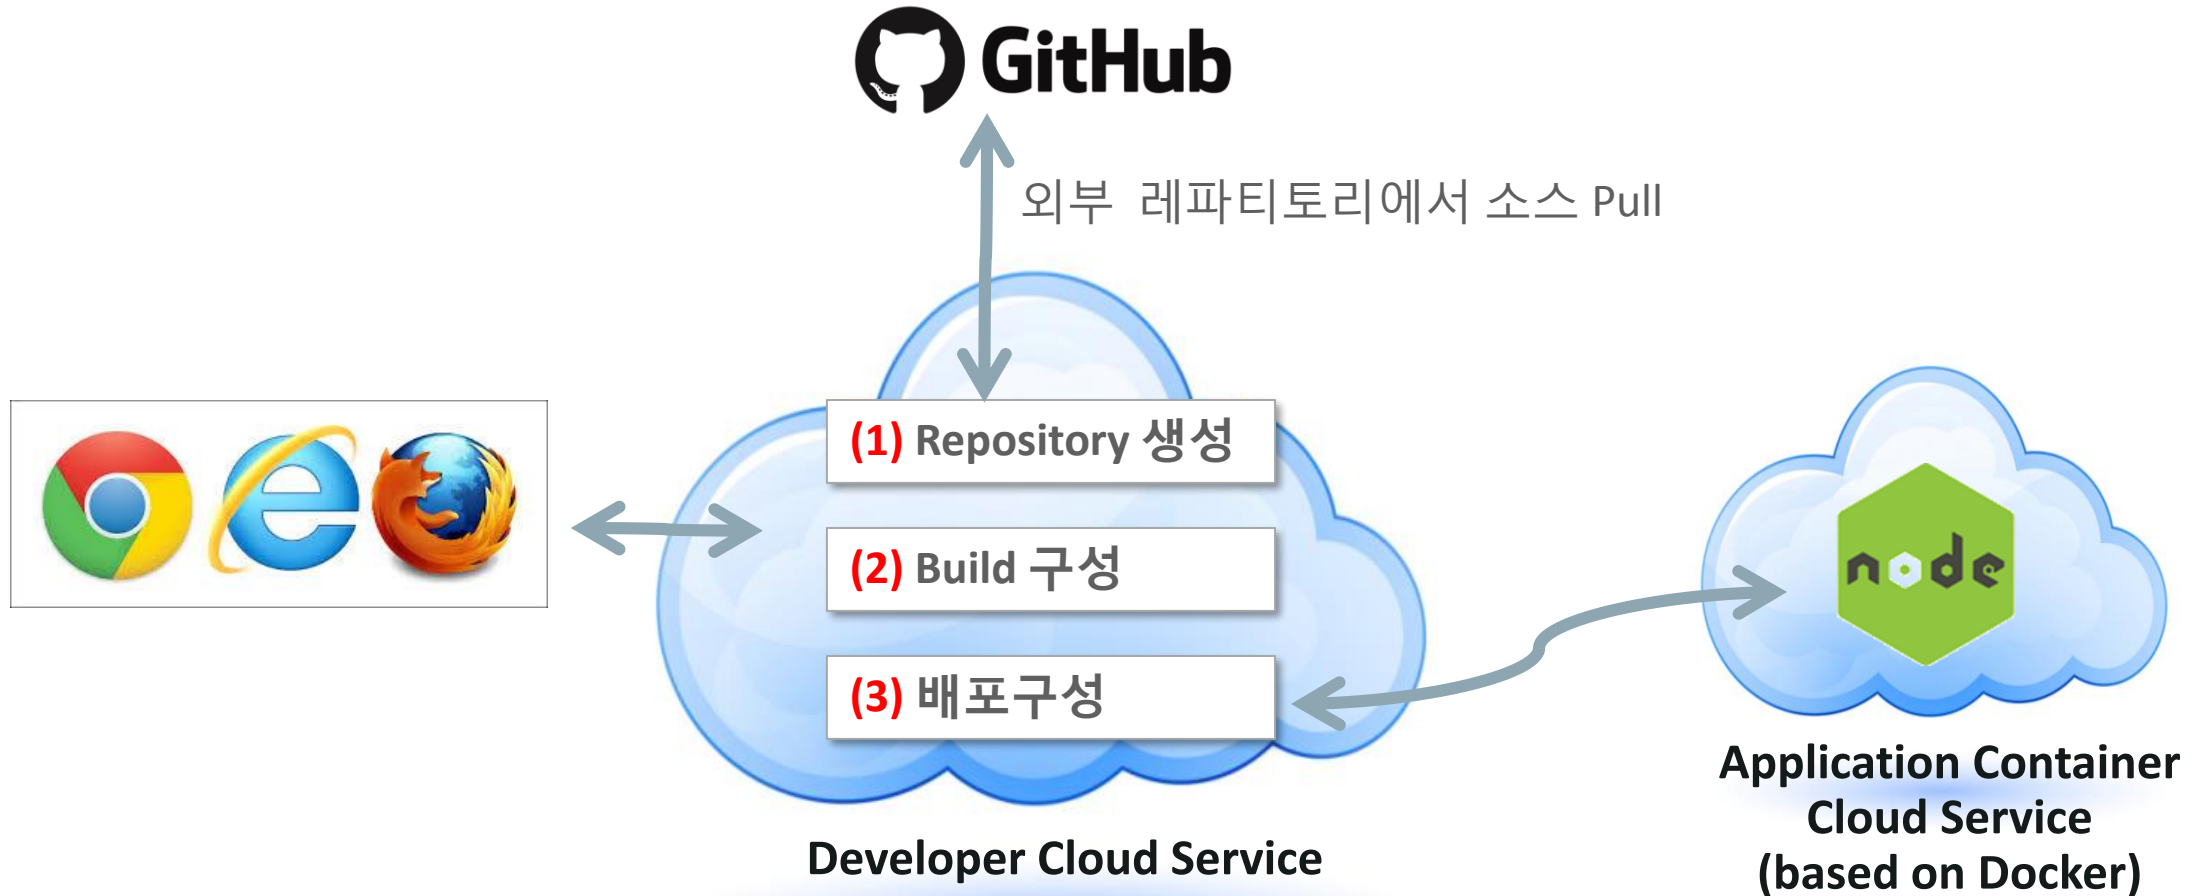 GitHub
외부 레파티토리에서 소스 Pull
(1) Repository 생성
(2) Build 구성
(3) 배포구성
node
Developer Cloud Service
Application Container
Cloud Service
(based on Docker)